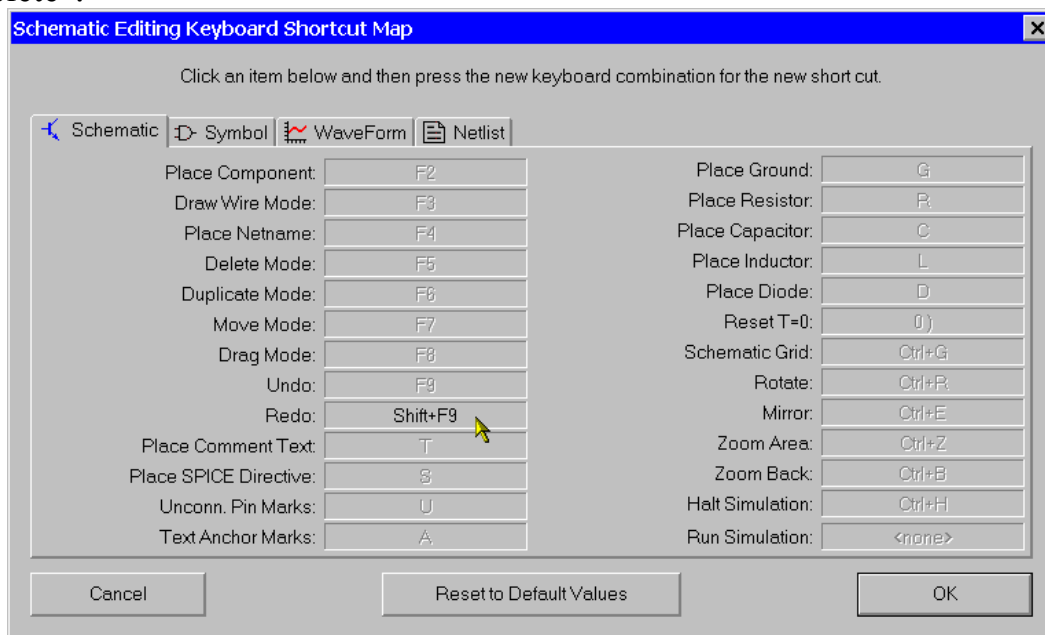 Schematic Editing Keyboard Shortcut Map
Click an item below and then press the new keyboard combination for the new short cut.
Schematic Symbol WaveForm Netlist
Place Component: F2
Draw Wire Mode: F3
Place Netname: F4
Delete Mode: F5
Duplicate Mode: F6
Move Mode: F7
Drag Mode: F8
Undo: F9
Redo: Shift+F9
Place Comment Text: T
Place SPICE Directive: S
Unconn. Pin Marks: U
Text Anchor Marks: A
Place Ground: G
Place Resistor: R
Place Capacitor: C
Place Inductor: L
Place Diode: D
Reset T=0: 0 )
Schematic Grid: Ctrl+G
Rotate: Ctrl+R
Mirror: Ctrl+E
Zoom Area: Ctrl+Z
Zoom Back: Ctrl+B
Halt Simulation: Ctrl+H
Run Simulation: <none>
Cancel Reset to Default Values OK